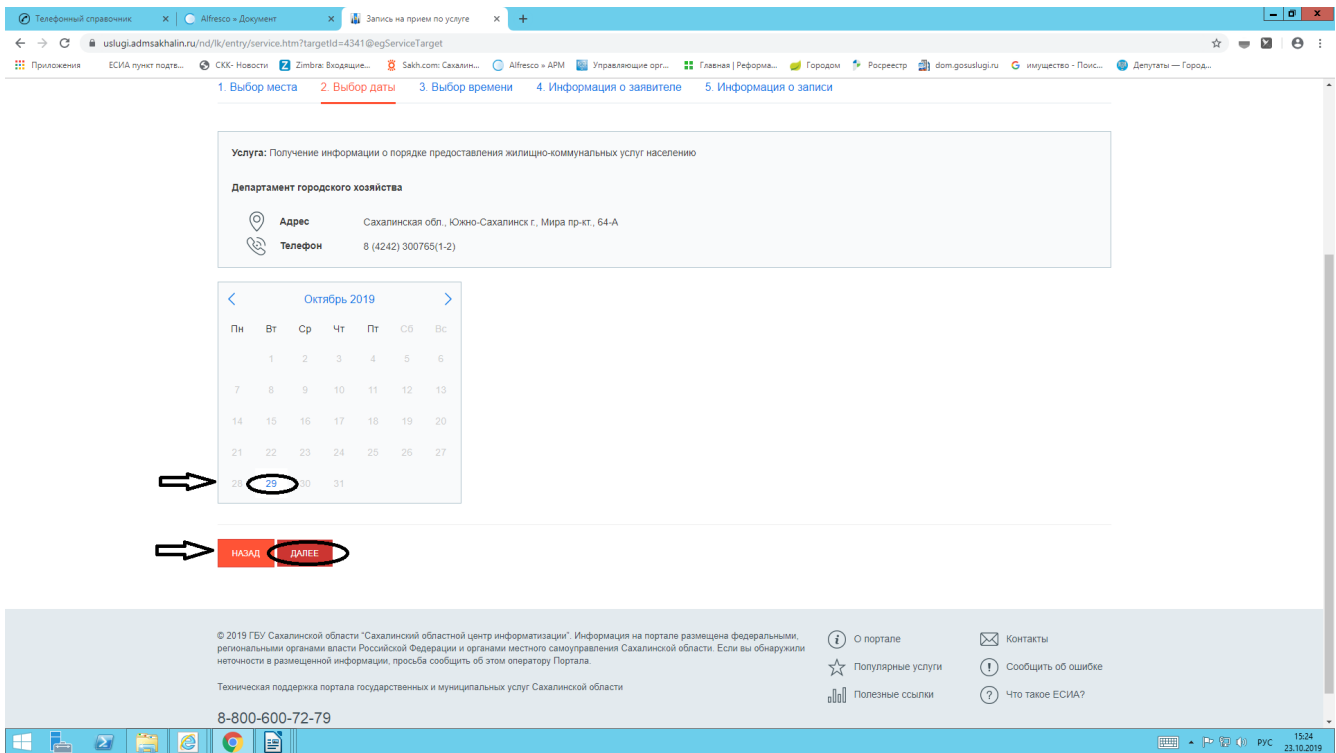 Телефонный справочник
Alfresco » Документ
Запись на прием по услуге
uslugi.admsakhalin.ru/nd/lk/entry/service.htm?targetId=4341@egServiceTarget
Приложения ЕСИА пункт подтв... СКК- Новости Zimbra: Входящие... Sakh.com: Сахалин... Alfresco » АРМ Управляющие орг... Главная | Реформа... Городом Росреестр dom.gosuslugi.ru имущество - Поис... Депутаты — Город...
1. Выбор места 2. Выбор даты 3. Выбор времени 4. Информация о заявителе 5. Информация о записи
Услуга: Получение информации о порядке предоставления жилищно-коммунальных услуг населению
Департамент городского хозяйства
Адрес Сахалинская обл., Южно-Сахалинск г., Мира пр-кт., 64-А
Телефон 8 (4242) 300765(1-2)
Октябрь 2019
Пн Вт Ср Чт Пт Сб Вс
1 2 3 4 5 6
7 8 9 10 11 12 13
14 15 16 17 18 19 20
21 22 23 24 25 26 27
28 29 30 31
НАЗАД ДАЛЕЕ
© 2019 ГБУ Сахалинской области "Сахалинский областной центр информатизации". Информация на портале размещена федеральными,
региональными органами власти Российской Федерации и органами местного самоуправления Сахалинской области. Если вы обнаружили
неточности в размещенной информации, просьба сообщить об этом оператору Портала.
Техническая поддержка портала государственных и муниципальных услуг Сахалинской области
8-800-600-72-79
О портале
Популярные услуги
Полезные ссылки
Контакты
Сообщить об ошибке
Что такое ЕСИА?
РУС
15:24
23.10.2019